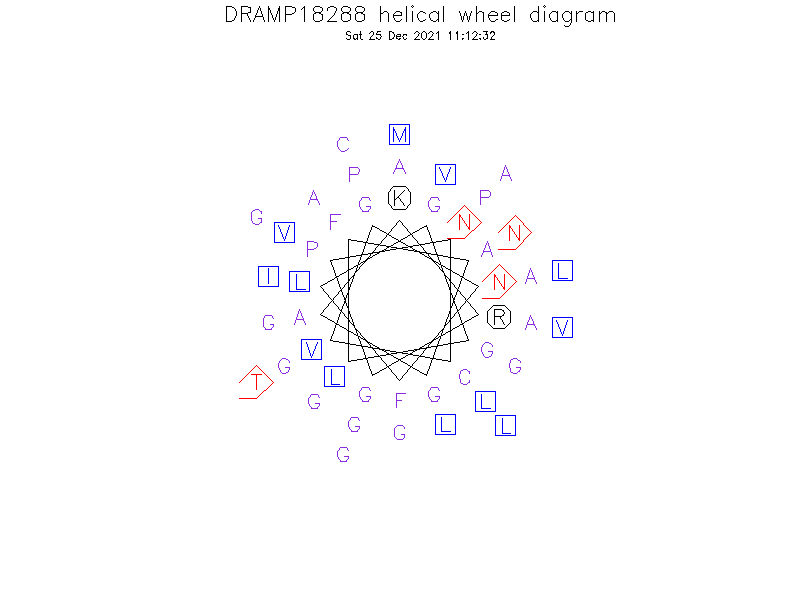 DRAMP18288 helical wheel diagram
Sat 25 Dec 2021 11:12:32
M
C
A
P V A
K
A G G P
G F N N
V P A
I L N A L
G A R A V
V G
G L C G
T
G G F G L
G G L L
G